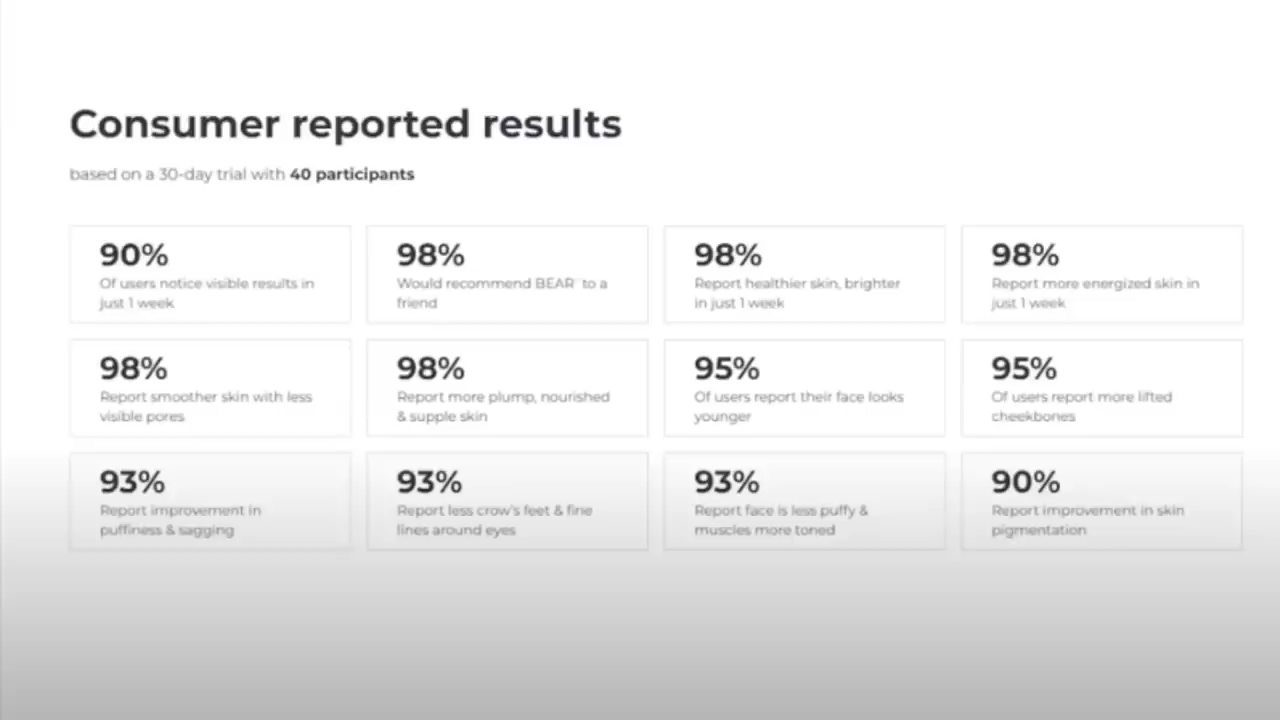 Consumer reported results
based on a 30-day trial with 40 participants
90%
Of users notice visible results in
just 1 week
98%
Would recommend BEAR™ to a
friend
98%
Report healthier skin, brighter
in just 1 week
98%
Report more energized skin in
just 1 week
98%
Report smoother skin with less
visible pores
98%
Report more plump, nourished
& supple skin
95%
Of users report their face looks
younger
95%
Of users report more lifted
cheekbones
93%
Report improvement in
puffiness & sagging
93%
Report less crow's feet & fine
lines around eyes
93%
Report face is less puffy &
muscles more toned
90%
Report improvement in skin
pigmentation